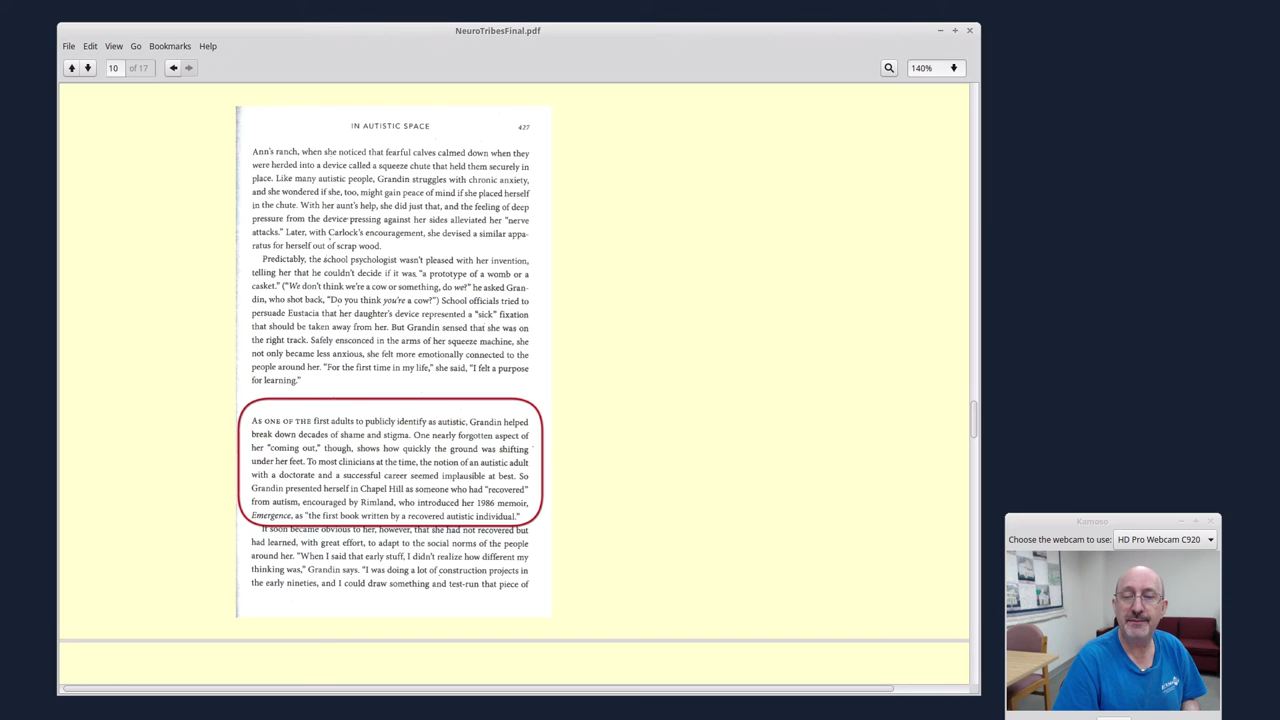 NeuroTribesFinal.pdf
File Edit View Go Bookmarks Help
10 of 17 140%
IN AUTISTIC SPACE 427
Ann's ranch, when she noticed that fearful calves calmed down when they
were herded into a device called a squeeze chute that held them securely in
place. Like many autistic people, Grandin struggles with chronic anxiety,
and she wondered if she, too, might gain peace of mind if she placed herself
in the chute. With her aunt's help, she did just that, and the feeling of deep
pressure from the device pressing against her sides alleviated her “nerve
attacks.” Later, with Carlock's encouragement, she devised a similar appa-
ratus for herself out of scrap wood.
Predictably, the school psychologist wasn't pleased with her invention,
telling her that he couldn't decide if it was “a prototype of a womb or a
casket.” (“We don't think we're a cow or something, do we?” he asked Gran-
din, who shot back, “Do you think you're a cow?”) School officials tried to
persuade Eustacia that her daughter's device represented a “sick” fixation
that should be taken away from her. But Grandin sensed that she was on
the right track. Safely ensconced in the arms of her squeeze machine, she
not only became less anxious, she felt more emotionally connected to the
people around her. “For the first time in my life,” she said, “I felt a purpose
for learning.”
AS ONE OF THE first adults to publicly identify as autistic, Grandin helped
break down decades of shame and stigma. One nearly forgotten aspect of
her “coming out,” though, shows how quickly the ground was shifting
under her feet. To most clinicians at the time, the notion of an autistic adult
with a doctorate and a successful career seemed implausible at best. So
Grandin presented herself in Chapel Hill as someone who had “recovered”
from autism, encouraged by Rimland, who introduced her 1986 memoir,
Emergence, as “the first book written by a recovered autistic individual.”
It soon became obvious to her, however, that she had not recovered but
had learned, with great effort, to adapt to the social norms of the people
around her. “When I said that early stuff, I didn't realize how different my
thinking was,” Grandin says. “I was doing a lot of construction projects in
the early nineties, and I could draw something and test-run that piece of
Kamoso
Choose the webcam to use: HD Pro Webcam C920